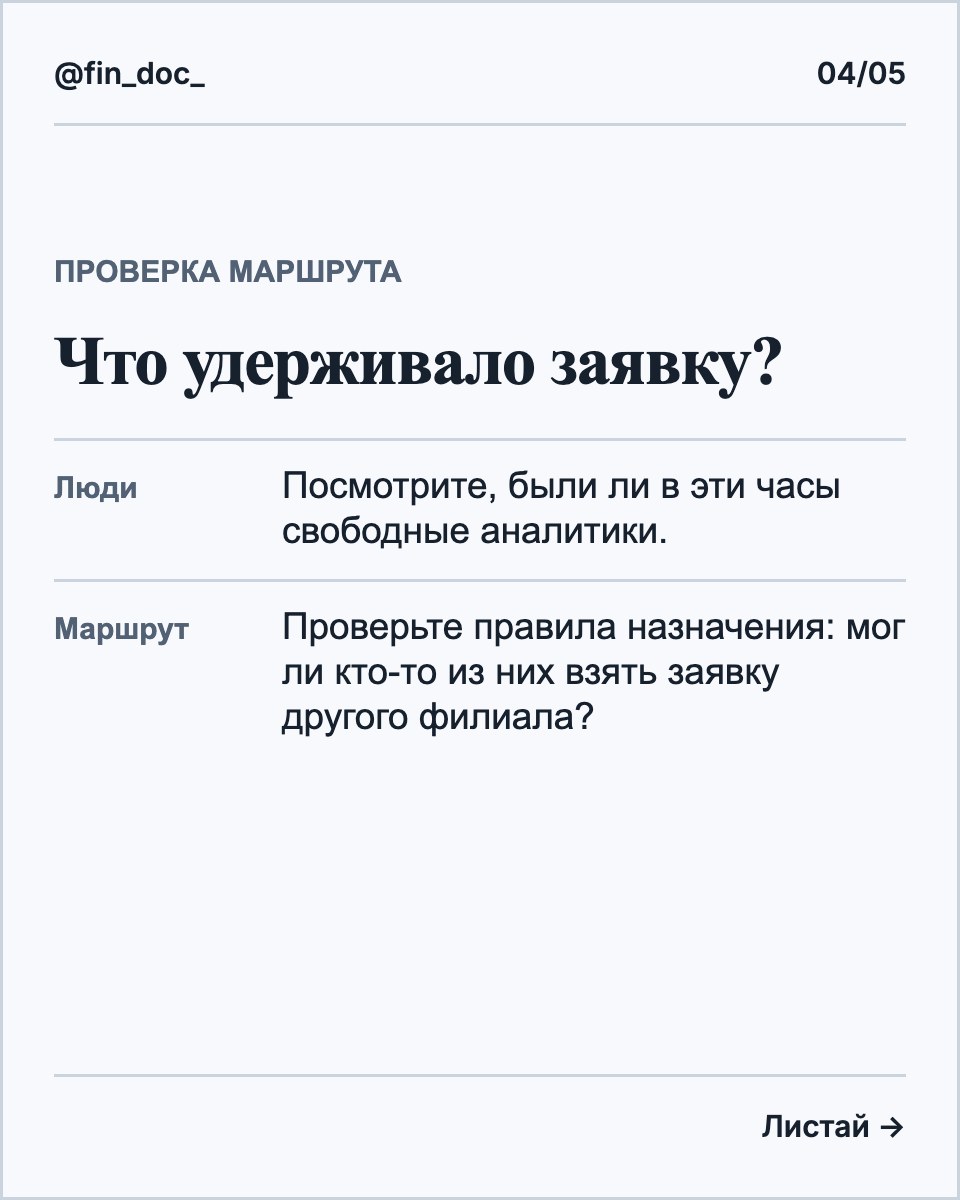 @fin_doc_
04/05
ПРОВЕРКА МАРШРУТА
Что удерживало заявку?
Люди
Посмотрите, были ли в эти часы
свободные аналитики.
Маршрут
Проверьте правила назначения: мог
ли кто-то из них взять заявку
другого филиала?
Листай →